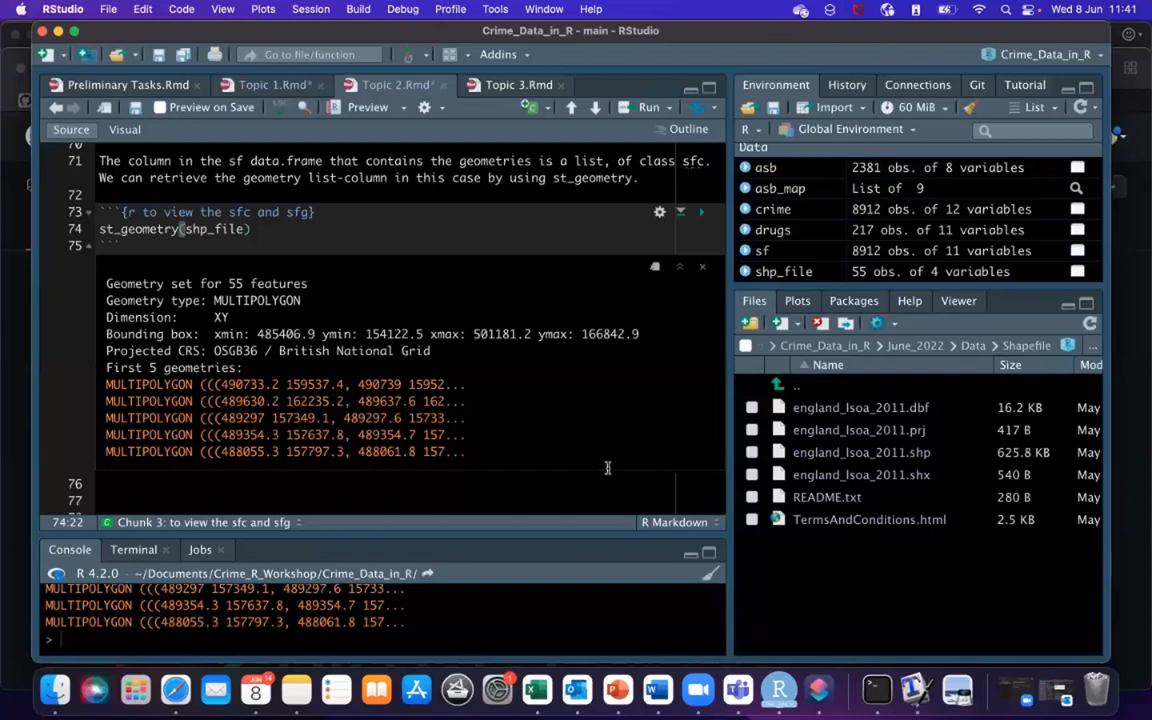 RStudio File Edit Code View Plots Session Build Debug Profile Tools Window Help Wed 8 Jun 11:41
Crime_Data_in_R - main - RStudio
Go to file/function Addins Crime_Data_in_R
Preliminary Tasks.Rmd Topic 1.Rmd* Topic 2.Rmd* Topic 3.Rmd
Preview on Save Preview Run
Source Visual Outline
70
71 The column in the sf data.frame that contains the geometries is a list, of class sfc.
We can retrieve the geometry list-column in this case by using st_geometry.
72
73 ```{r to view the sfc and sfg}
74 st_geometry(shp_file)
75 ```
Geometry set for 55 features
Geometry type: MULTIPOLYGON
Dimension: XY
Bounding box: xmin: 485406.9 ymin: 154122.5 xmax: 501181.2 ymax: 166842.9
Projected CRS: OSGB36 / British National Grid
First 5 geometries:
MULTIPOLYGON (((490733.2 159537.4, 490739 15952...
MULTIPOLYGON (((489630.2 162235.2, 489637.6 162...
MULTIPOLYGON (((489297 157349.1, 489297.6 15733...
MULTIPOLYGON (((489354.3 157637.8, 489354.7 157...
MULTIPOLYGON (((488055.3 157797.3, 488061.8 157...
76
77
74:22 Chunk 3: to view the sfc and sfg R Markdown
Console Terminal Jobs
R 4.2.0 · ~/Documents/Crime_R_Workshop/Crime_Data_in_R/
MULTIPOLYGON (((489297 157349.1, 489297.6 15733...
MULTIPOLYGON (((489354.3 157637.8, 489354.7 157...
MULTIPOLYGON (((488055.3 157797.3, 488061.8 157...
>
Environment History Connections Git Tutorial
Import 60 MiB List
R Global Environment
Data
asb 2381 obs. of 8 variables
asb_map List of 9
crime 8912 obs. of 12 variables
drugs 217 obs. of 11 variables
sf 8912 obs. of 11 variables
shp_file 55 obs. of 4 variables
Files Plots Packages Help Viewer
Crime_Data_in_R > June_2022 > Data > Shapefile ...
Name Size Mod
..
england_lsoa_2011.dbf 16.2 KB May
england_lsoa_2011.prj 417 B May
england_lsoa_2011.shp 625.8 KB May
england_lsoa_2011.shx 540 B May
README.txt 280 B May
TermsAndConditions.html 2.5 KB May